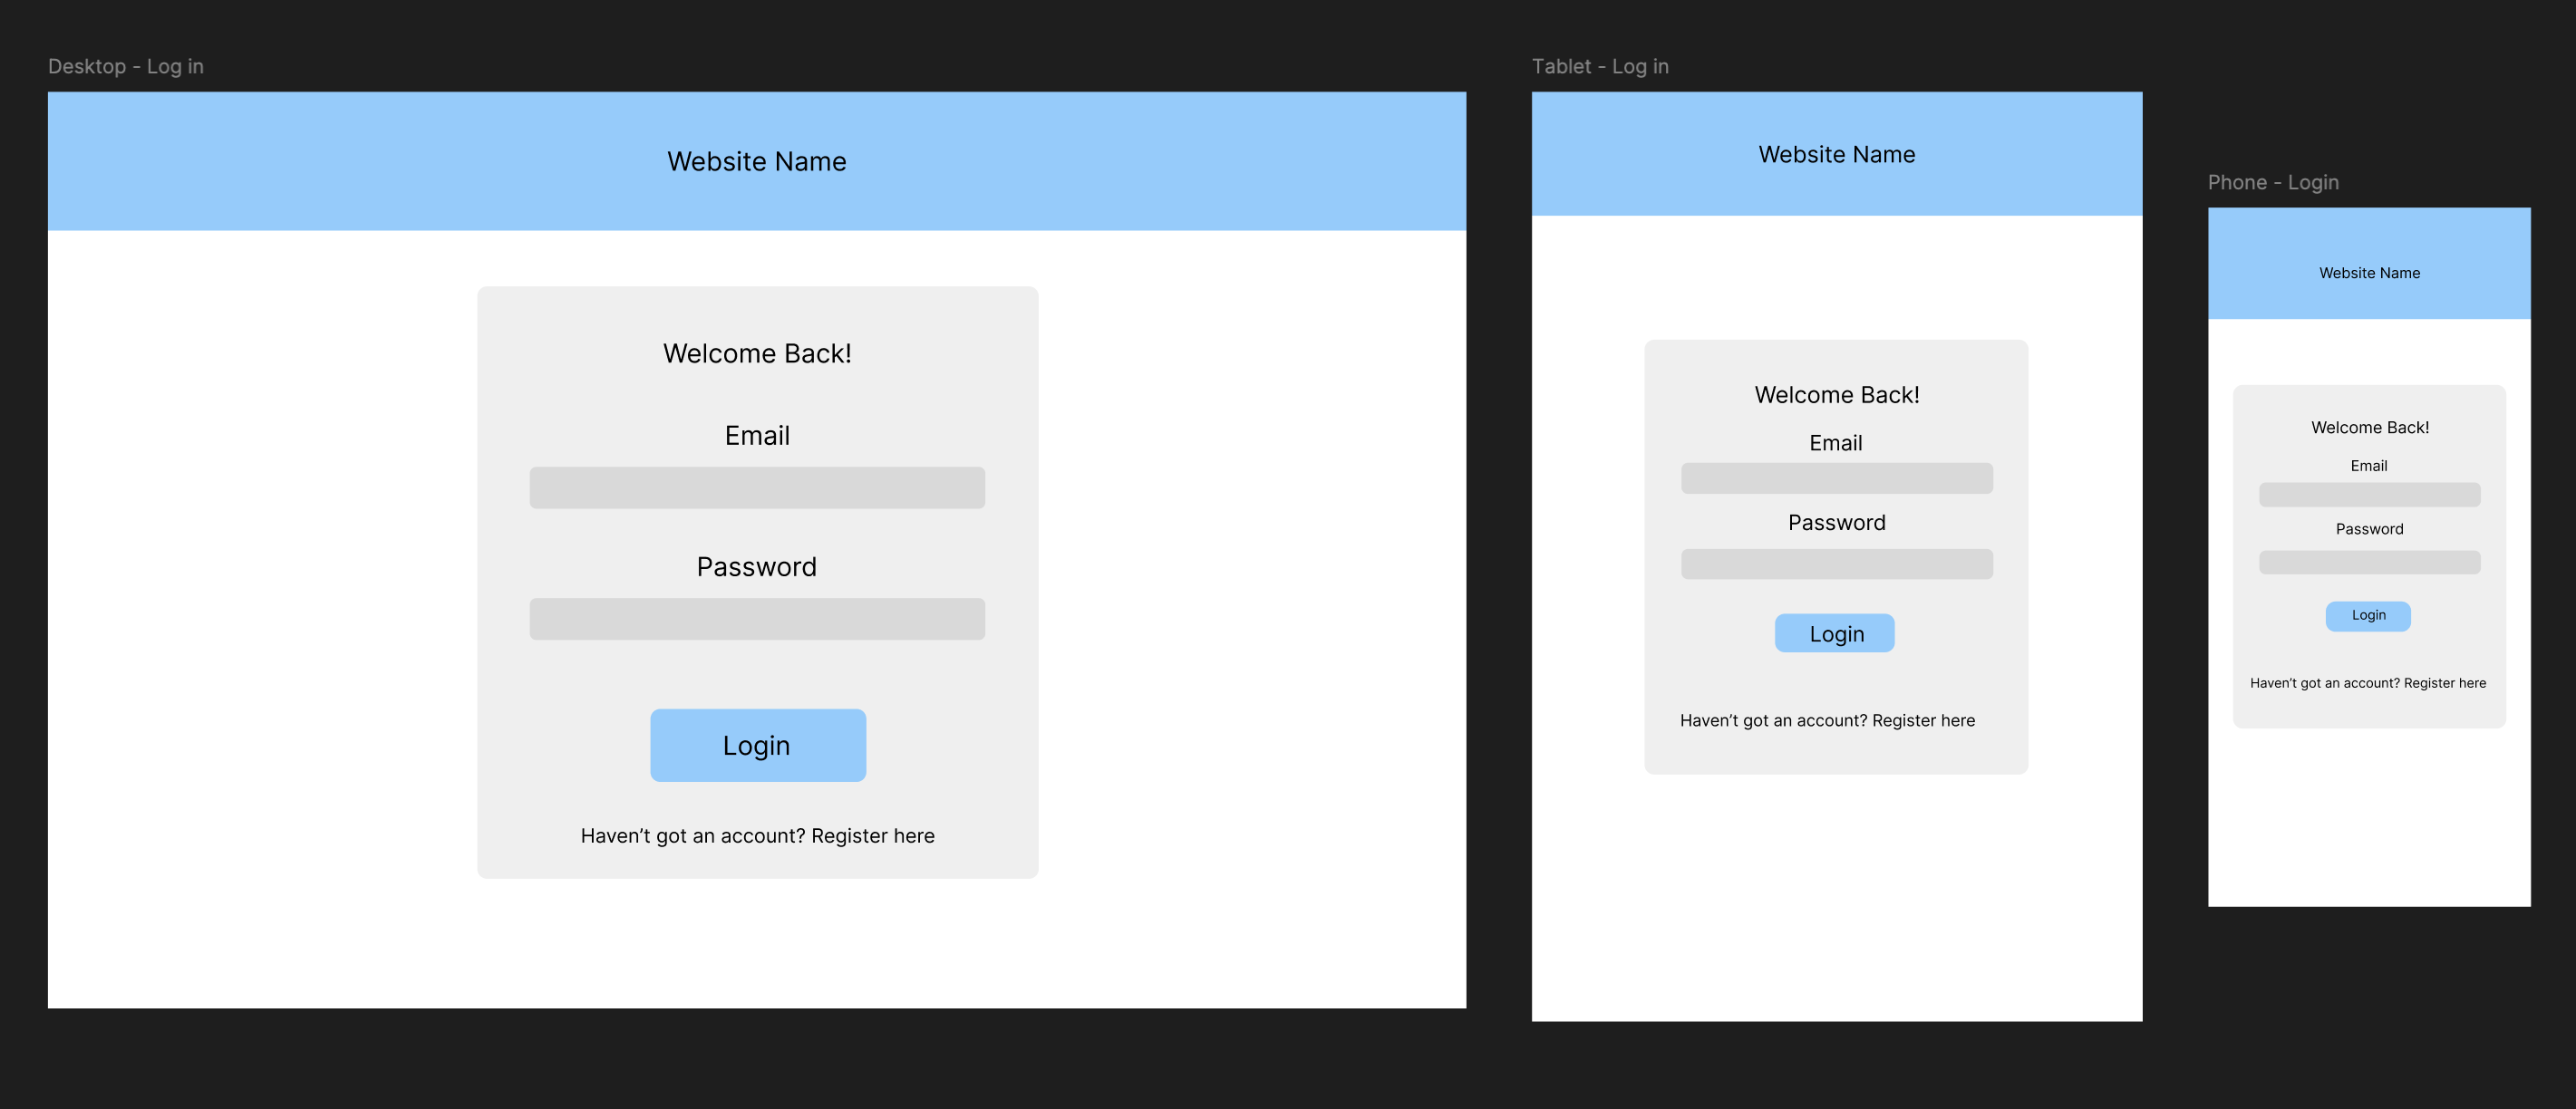 Desktop - Log in
Website Name
Welcome Back!
Email
Password
Login
Haven’t got an account? Register here
Tablet - Log in
Website Name
Welcome Back!
Email
Password
Login
Haven’t got an account? Register here
Phone - Login
Website Name
Welcome Back!
Email
Password
Login
Haven’t got an account? Register here